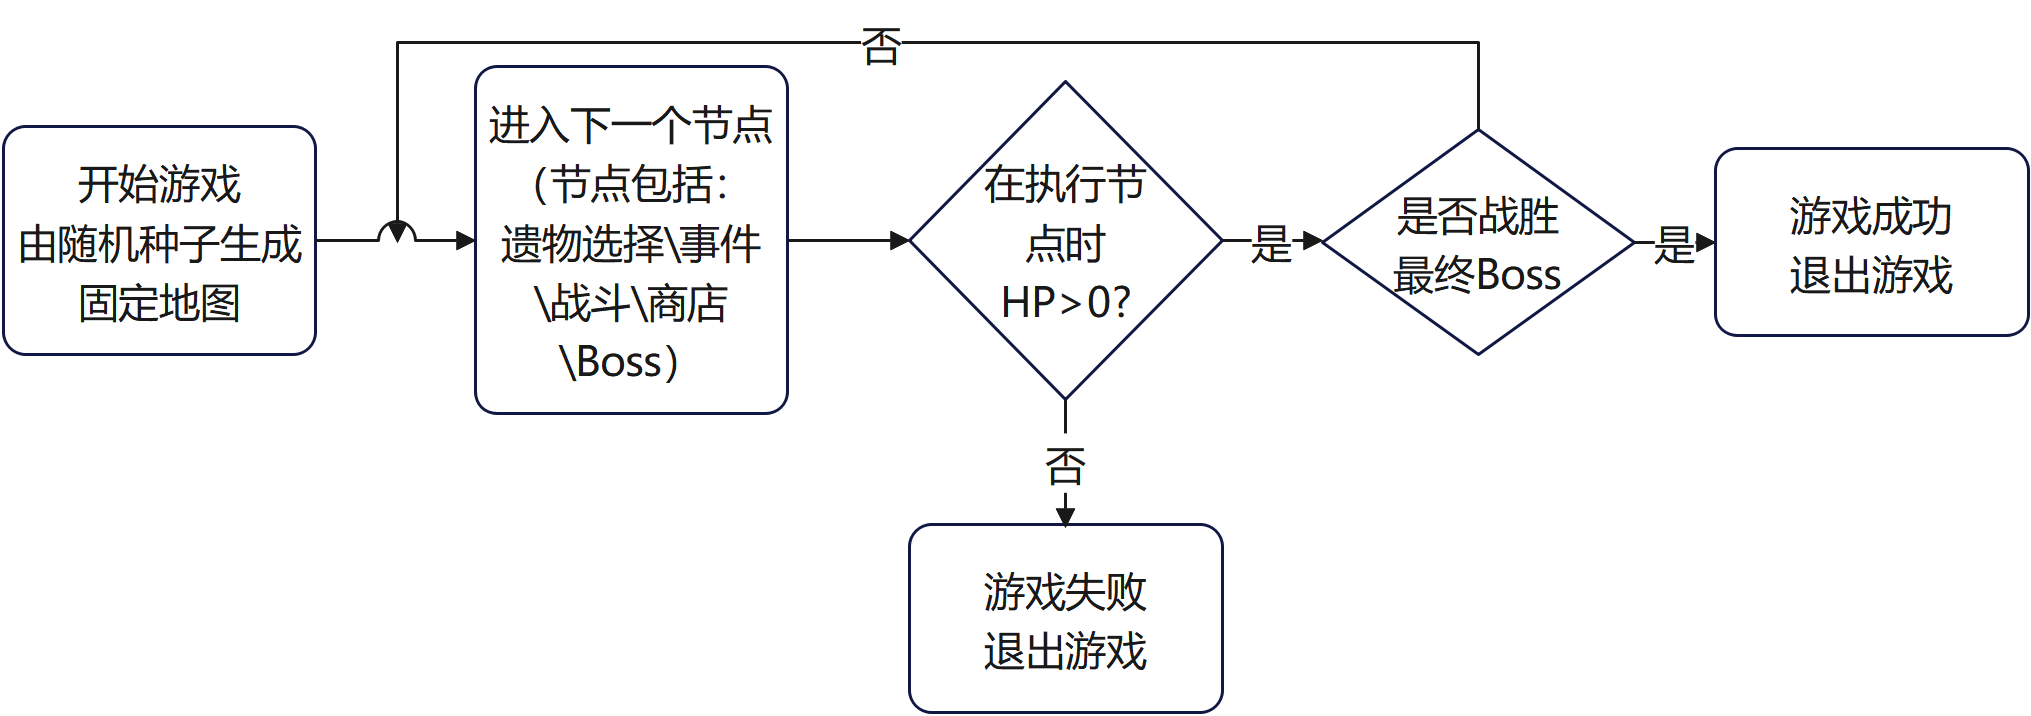 否
开始游戏
由随机种子生成
固定地图
进入下一个节点
（节点包括：
遗物选择\事件
\战斗\商店
\Boss）
在执行节
点时
HP>0?
是
是否战胜
最终Boss
是
游戏成功
退出游戏
否
游戏失败
退出游戏